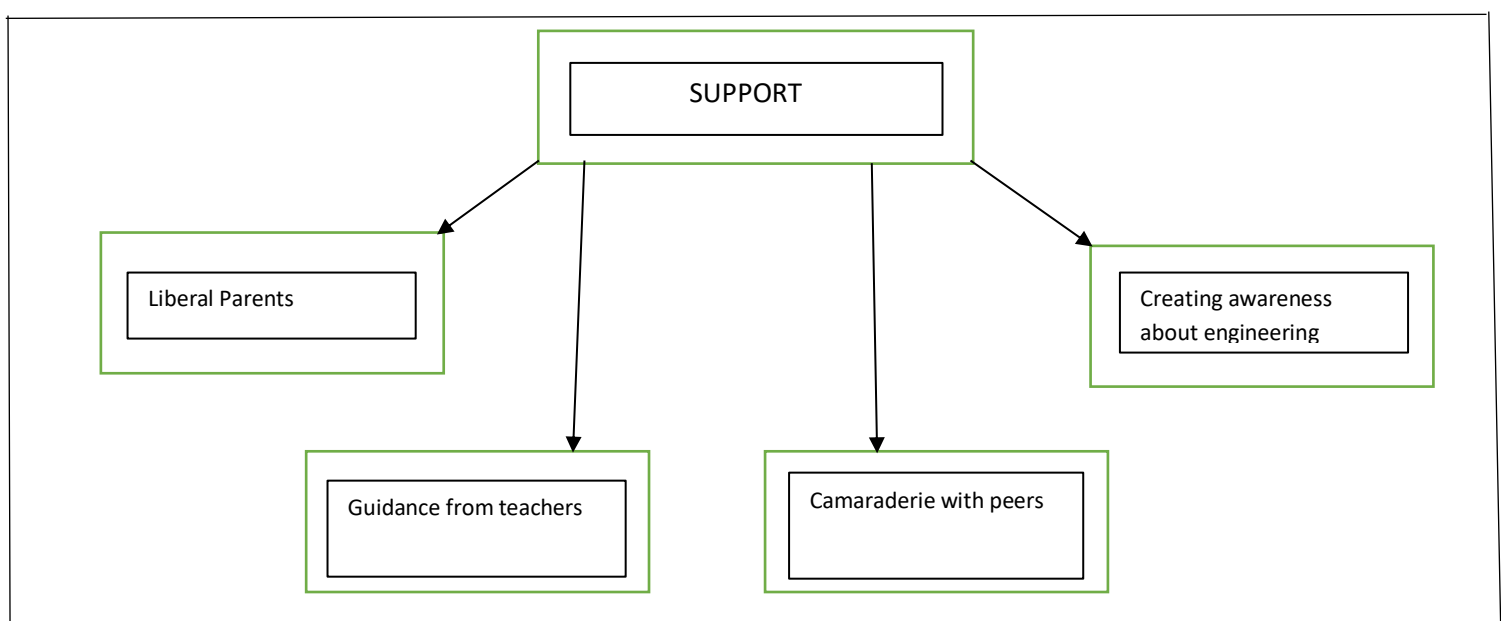 SUPPORT
Liberal Parents
Creating awareness
about engineering
Guidance from teachers
Camaraderie with peers